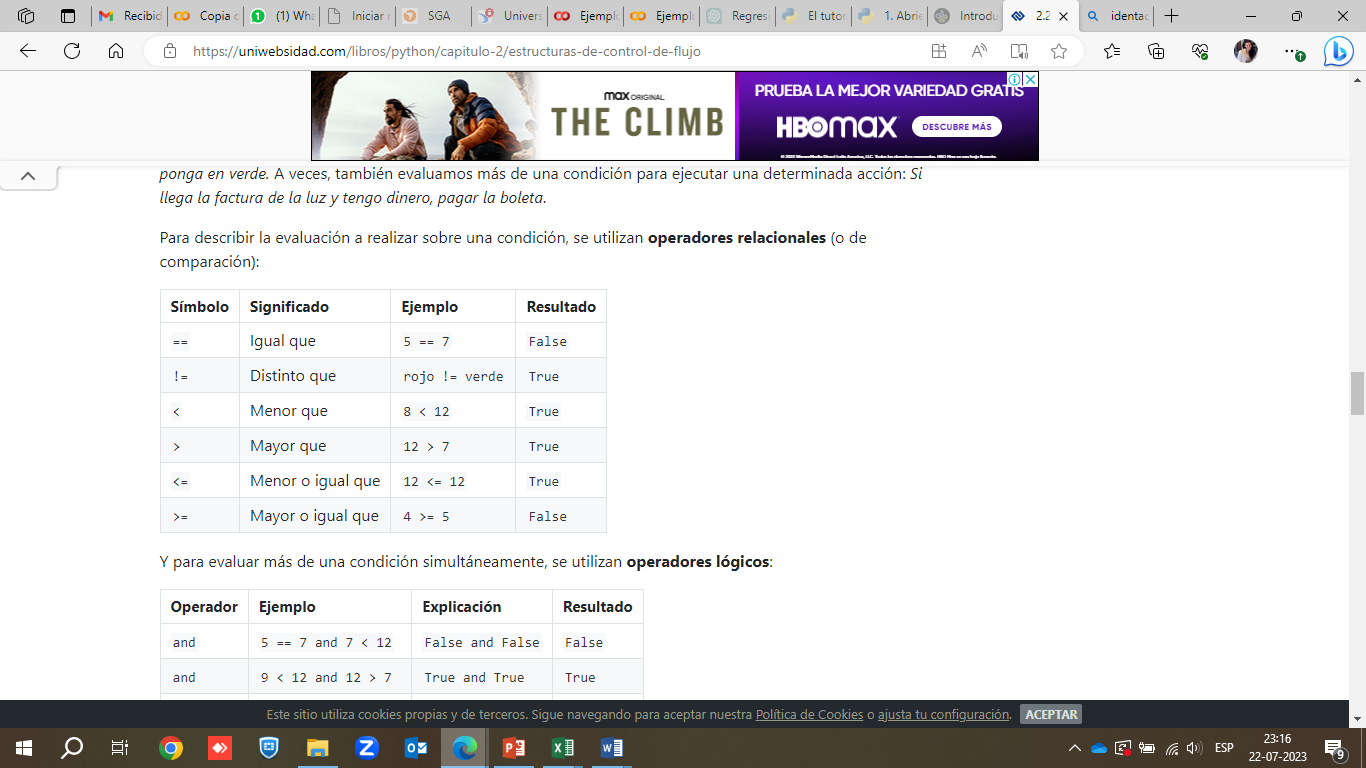 Recibid
Copia c
(1) Wha
Iniciar r
SGA
Univers
Ejemplo
Ejemplo
Regres
El tutor
1. Abrie
Introdu
2.2
identac
https://uniwebsidad.com/libros/python/capitulo-2/estructuras-de-control-de-flujo
max ORIGINAL
THE CLIMB
PRUEBA LA MEJOR VARIEDAD GRATIS
HBOmax DESCUBRE MÁS
ponga en verde. A veces, también evaluamos más de una condición para ejecutar una determinada acción: Si
llega la factura de la luz y tengo dinero, pagar la boleta.
Para describir la evaluación a realizar sobre una condición, se utilizan operadores relacionales (o de
comparación):
Símbolo Significado Ejemplo Resultado
== Igual que 5 == 7 False
!= Distinto que rojo != verde True
< Menor que 8 < 12 True
> Mayor que 12 > 7 True
<= Menor o igual que 12 <= 12 True
>= Mayor o igual que 4 >= 5 False
Y para evaluar más de una condición simultáneamente, se utilizan operadores lógicos:
Operador Ejemplo Explicación Resultado
and 5 == 7 and 7 < 12 False and False False
and 9 < 12 and 12 > 7 True and True True
Este sitio utiliza cookies propias y de terceros. Sigue navegando para aceptar nuestra Política de Cookies o ajusta tu configuración. ACEPTAR
ESP
23:16
22-07-2023
9